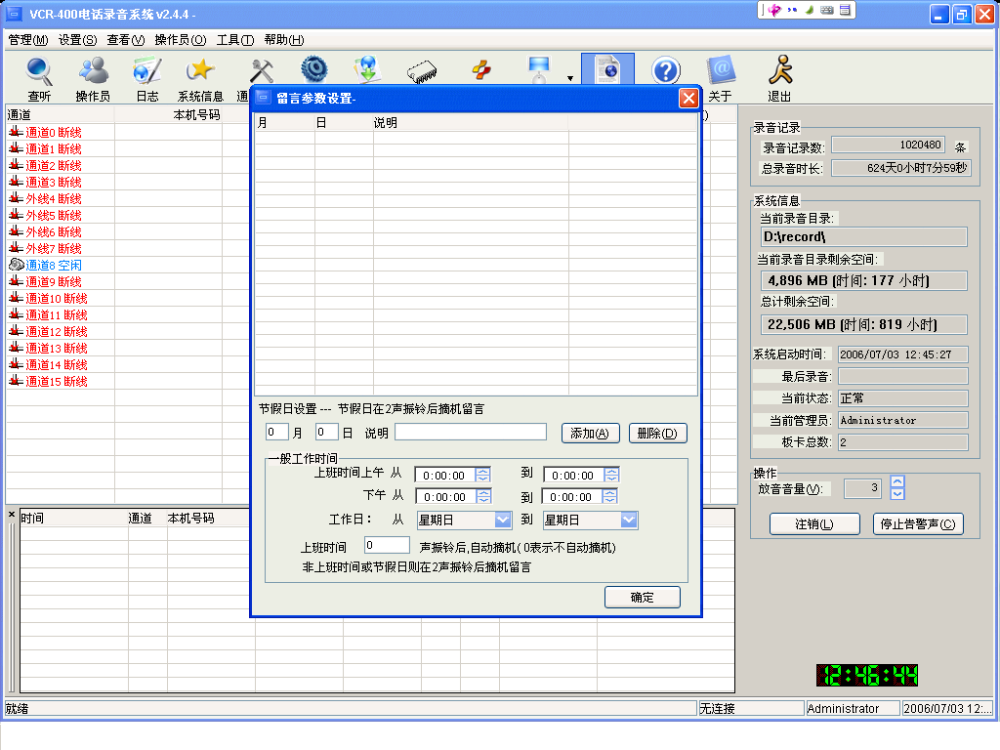 VCR-400电话录音系统 v2.4.4 -
管理(M) 设置(S) 查看(V) 操作员(O) 工具(T) 帮助(H)
查听 操作员 日志 系统信息 通 关于 退出
通道 本机号码
通道0 断线
通道1 断线
通道2 断线
通道3 断线
外线4 断线
外线5 断线
外线6 断线
外线7 断线
通道8 空闲
通道9 断线
通道10 断线
通道11 断线
通道12 断线
通道13 断线
通道14 断线
通道15 断线
留言参数设置-
月 日 说明
节假日设置 --- 节假日在2声振铃后摘机留言
0 月 0 日 说明 添加(A) 删除(D)
一般工作时间
上班时间上午 从 0:00:00 到 0:00:00
下午 从 0:00:00 到 0:00:00
工作日: 从 星期日 到 星期日
上班时间 0 声振铃后,自动摘机(0表示不自动摘机)
非上班时间或节假日则在2声振铃后摘机留言
确定
录音记录
录音记录数: 1020480 条
总录音时长: 624天0小时7分59秒
系统信息
当前录音目录:
D:\record\
当前录音目录剩余空间:
4,896 MB (时间: 177 小时)
总计剩余空间:
22,506 MB (时间: 819 小时)
系统启动时间: 2006/07/03 12:45:27
最后录音:
当前状态: 正常
当前管理员: Administrator
板卡总数: 2
操作
放音音量(V): 3
注销(L) 停止告警声(C)
12:46:44
时间 通道 本机号码
就绪 无连接 Administrator 2006/07/03 12:...